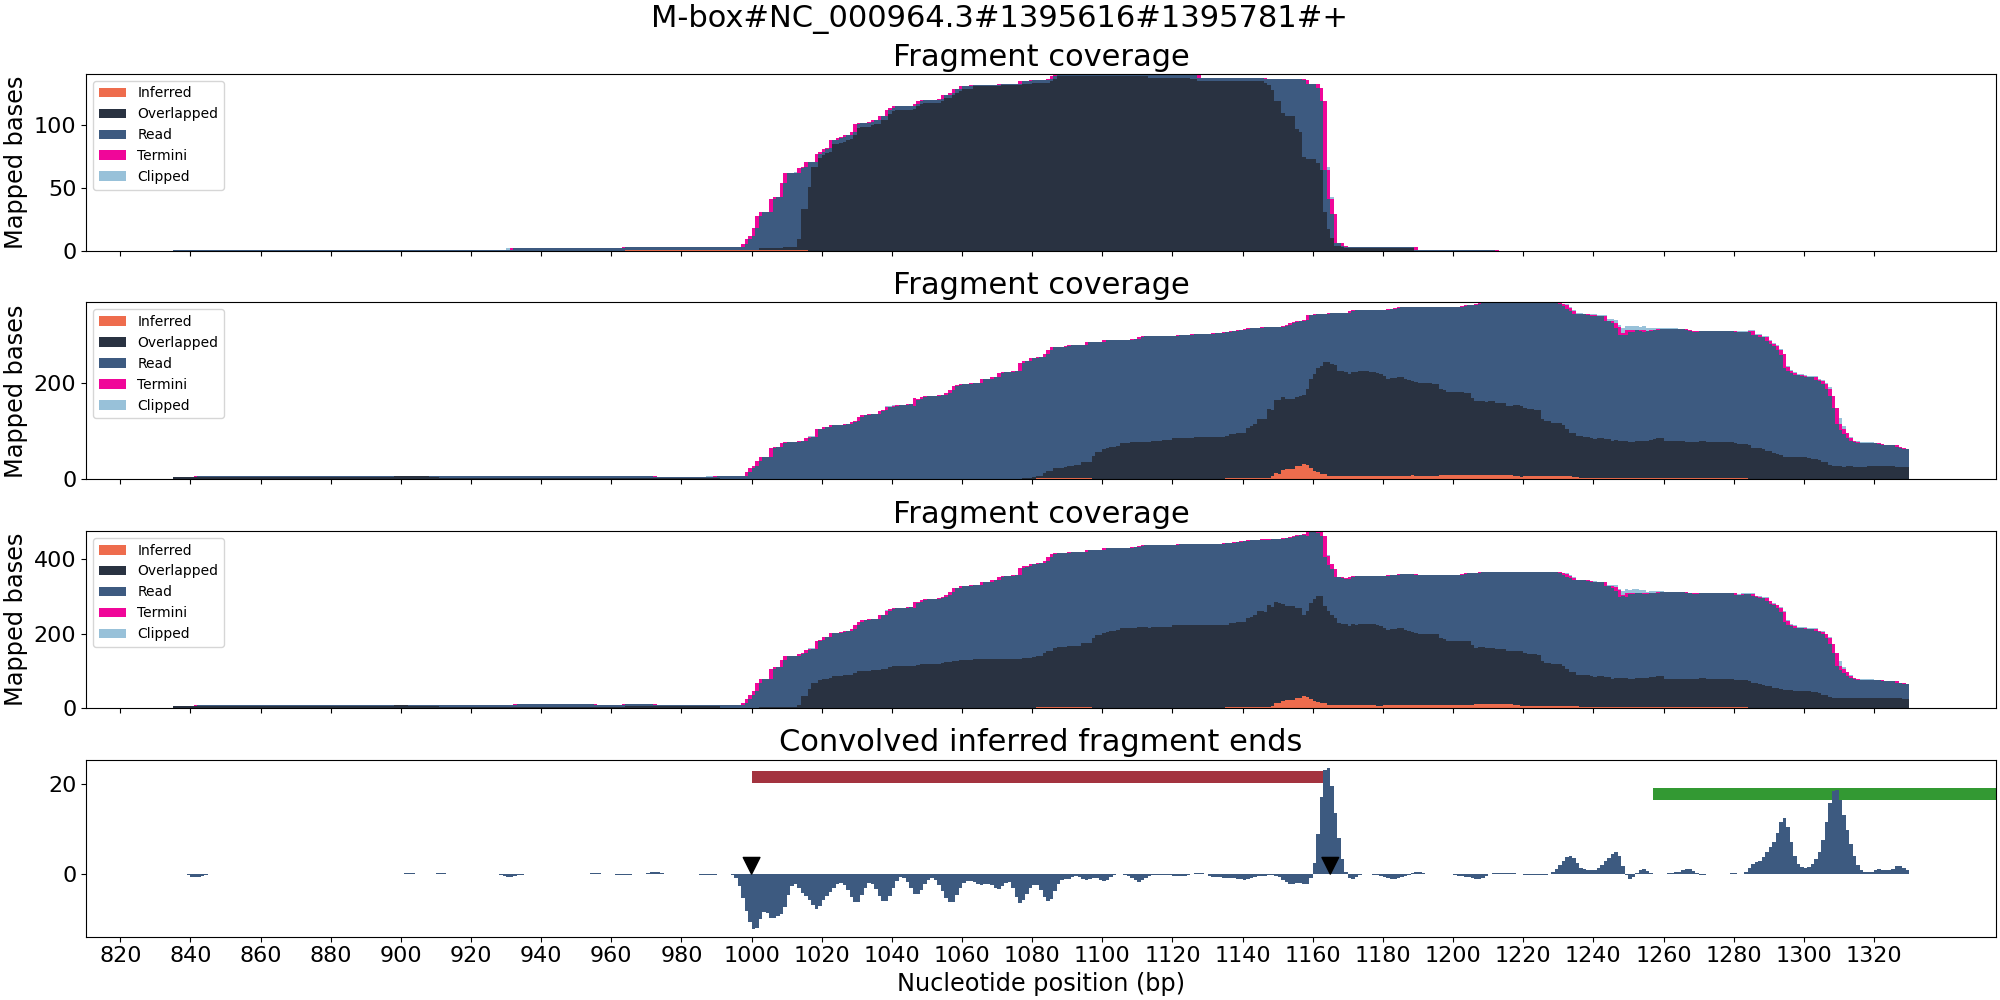 M-box#NC_000964.3#1395616#1395781#+
Fragment coverage
Mapped bases
100
50
0
Inferred
Overlapped
Read
Termini
Clipped
Fragment coverage
Mapped bases
200
0
Inferred
Overlapped
Read
Termini
Clipped
Fragment coverage
Mapped bases
400
200
0
Inferred
Overlapped
Read
Termini
Clipped
Convolved inferred fragment ends
20
0
820 840 860 880 900 920 940 960 980 1000 1020 1040 1060 1080 1100 1120 1140 1160 1180 1200 1220 1240 1260 1280 1300 1320
Nucleotide position (bp)